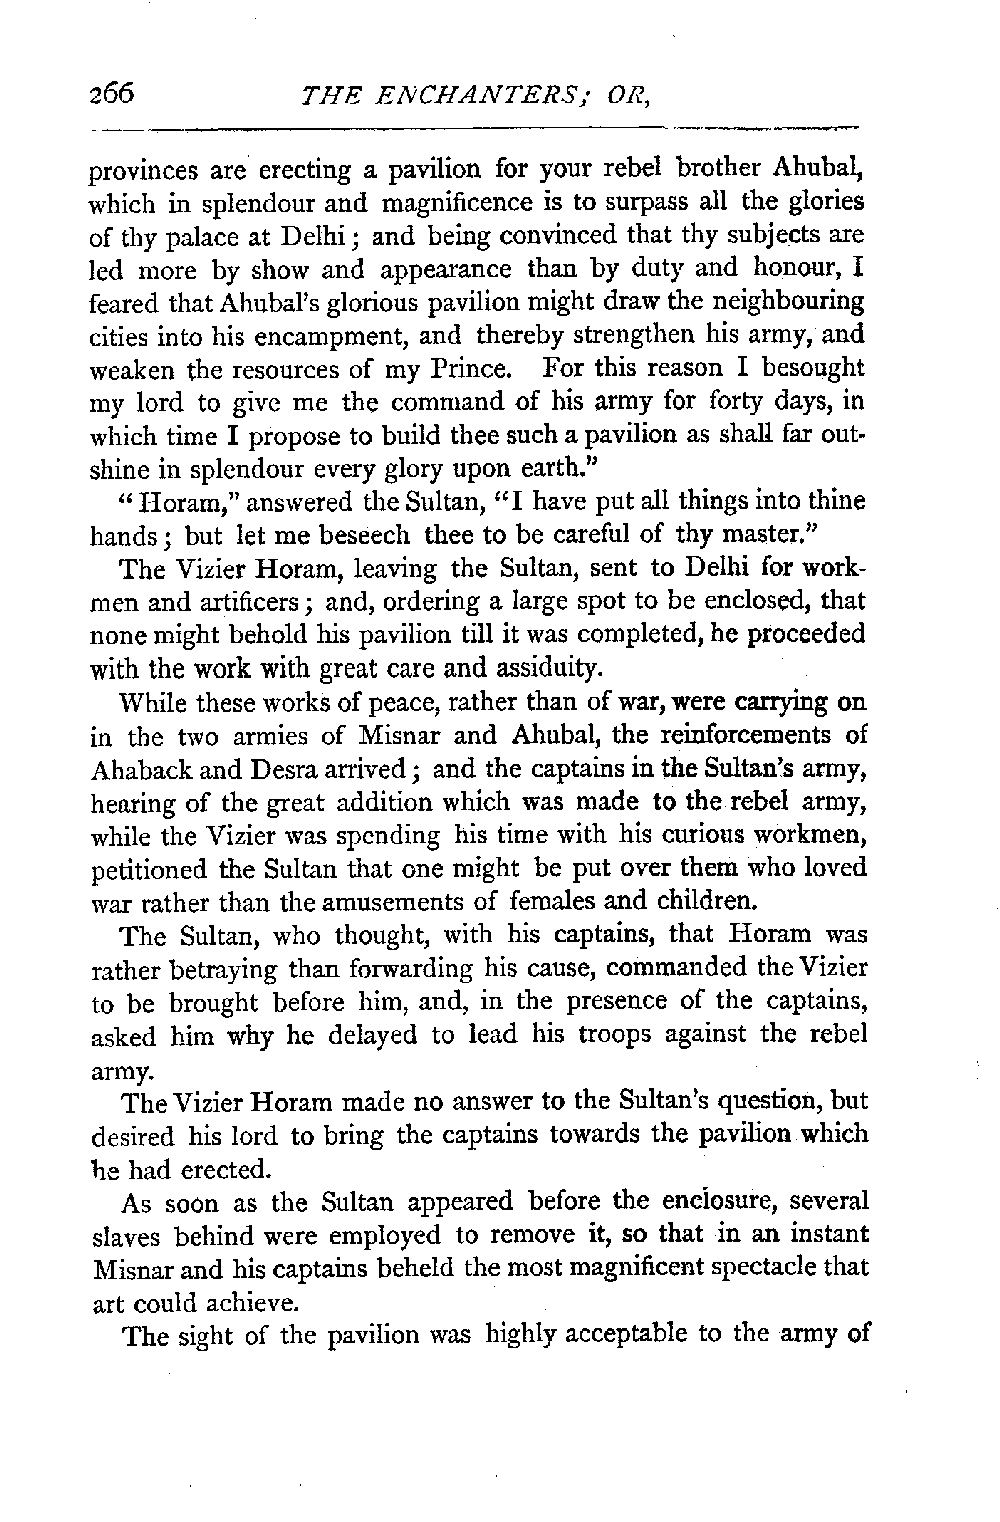 266 THE ENCHANTERS; OR,
provinces are erecting a pavilion for your rebel brother Ahubal,
which in splendour and magnificence is to surpass all the glories
of thy palace at Delhi; and being convinced that thy subjects are
led more by show and appearance than by duty and honour, I
feared that Ahubal's glorious pavilion might draw the neighbouring
cities into his encampment, and thereby strengthen his army, and
weaken the resources of my Prince. For this reason I besought
my lord to give me the command of his army for forty days, in
which time I propose to build thee such a pavilion as shall far out-
shine in splendour every glory upon earth."
"Horam," answered the Sultan, "I have put all things into thine
hands; but let me beseech thee to be careful of thy master."
The Vizier Horam, leaving the Sultan, sent to Delhi for work-
men and artificers; and, ordering a large spot to be enclosed, that
none might behold his pavilion till it was completed, he proceeded
with the work with great care and assiduity.
While these works of peace, rather than of war, were carrying on
in the two armies of Misnar and Ahubal, the reinforcements of
Ahaback and Desra arrived; and the captains in the Sultan's army,
hearing of the great addition which was made to the rebel army,
while the Vizier was spending his time with his curious workmen,
petitioned the Sultan that one might be put over them who loved
war rather than the amusements of females and children.
The Sultan, who thought, with his captains, that Horam was
rather betraying than forwarding his cause, commanded the Vizier
to be brought before him, and, in the presence of the captains,
asked him why he delayed to lead his troops against the rebel
army.
The Vizier Horam made no answer to the Sultan's question, but
desired his lord to bring the captains towards the pavilion which
he had erected.
As soon as the Sultan appeared before the enclosure, several
slaves behind were employed to remove it, so that in an instant
Misnar and his captains beheld the most magnificent spectacle that
art could achieve.
The sight of the pavilion was highly acceptable to the army of